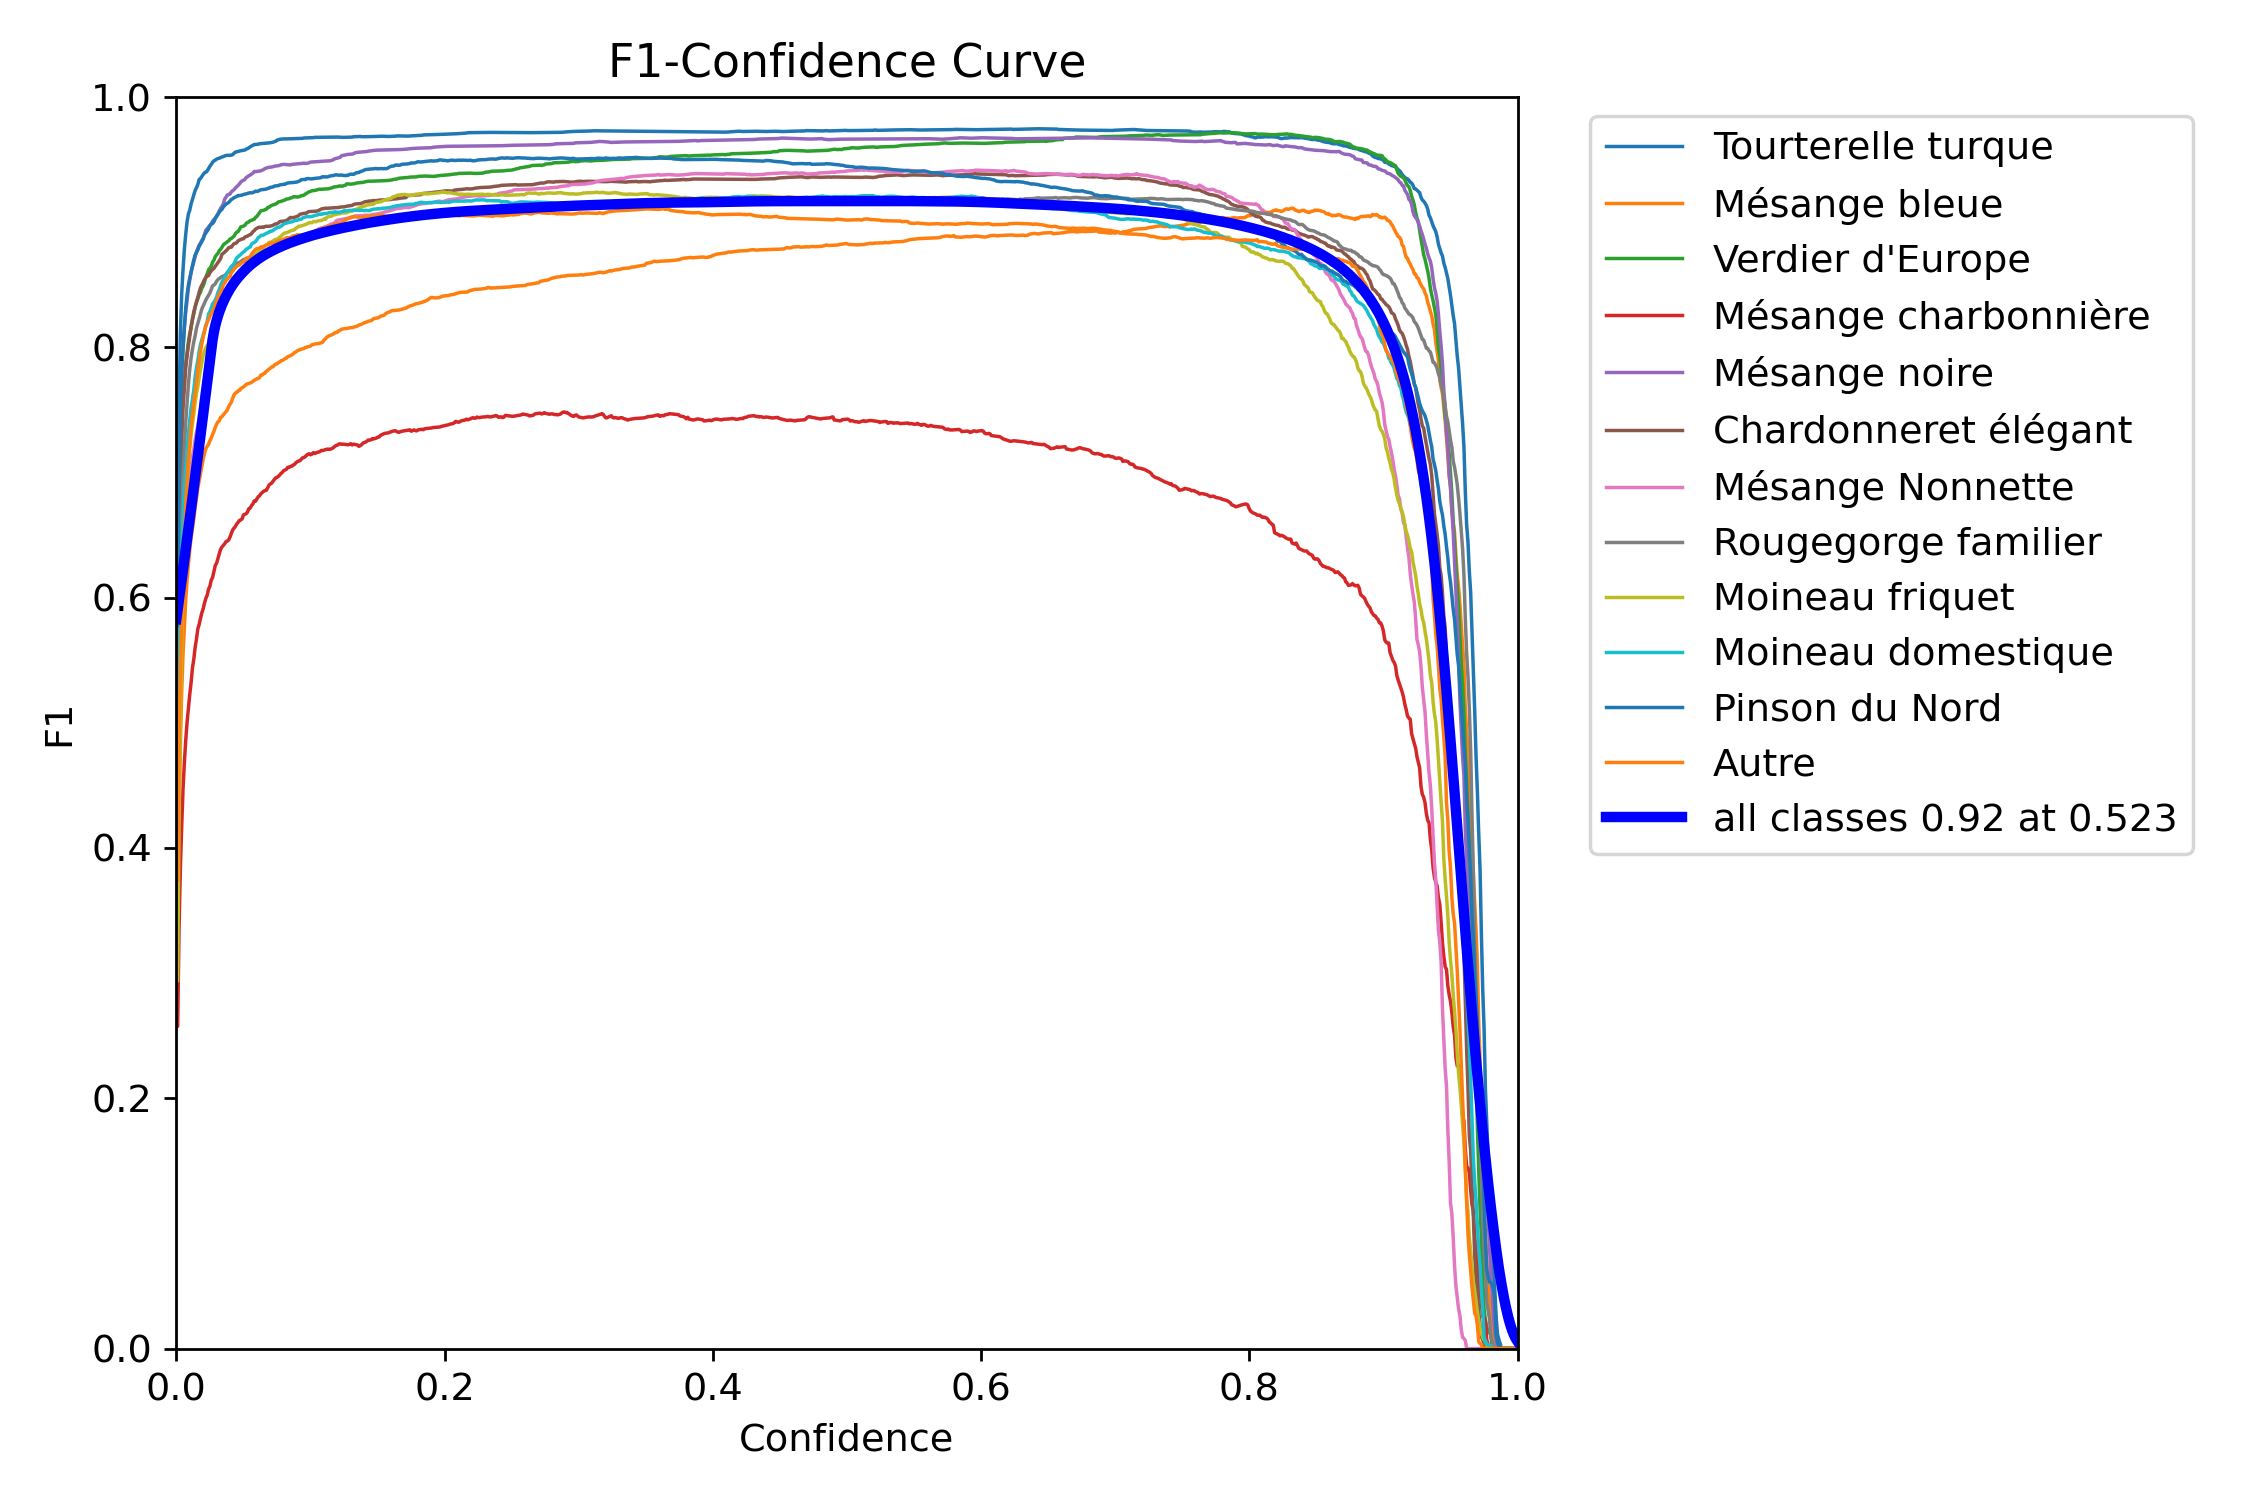 F1-Confidence Curve
1.0
0.8
0.6
0.4
0.2
0.0
F1
0.0 0.2 0.4 0.6 0.8 1.0
Confidence
Tourterelle turque
Mésange bleue
Verdier d'Europe
Mésange charbonnière
Mésange noire
Chardonneret élégant
Mésange Nonnette
Rougegorge familier
Moineau friquet
Moineau domestique
Pinson du Nord
Autre
all classes 0.92 at 0.523